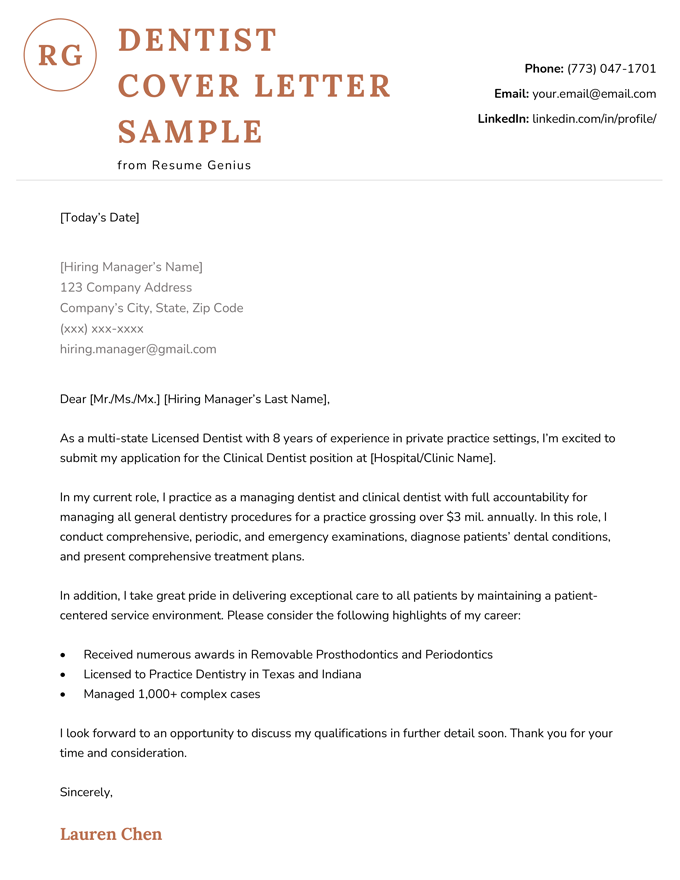 RG
DENTIST
COVER LETTER
SAMPLE
from Resume Genius
Phone: (773) 047-1701
Email: your.email@email.com
LinkedIn: linkedin.com/in/profile/
[Today’s Date]
[Hiring Manager’s Name]
123 Company Address
Company’s City, State, Zip Code
(xxx) xxx-xxxx
hiring.manager@gmail.com
Dear [Mr./Ms./Mx.] [Hiring Manager’s Last Name],
As a multi-state Licensed Dentist with 8 years of experience in private practice settings, I’m excited to
submit my application for the Clinical Dentist position at [Hospital/Clinic Name].
In my current role, I practice as a managing dentist and clinical dentist with full accountability for
managing all general dentistry procedures for a practice grossing over $3 mil. annually. In this role, I
conduct comprehensive, periodic, and emergency examinations, diagnose patients’ dental conditions,
and present comprehensive treatment plans.
In addition, I take great pride in delivering exceptional care to all patients by maintaining a patient-
centered service environment. Please consider the following highlights of my career:
• Received numerous awards in Removable Prosthodontics and Periodontics
• Licensed to Practice Dentistry in Texas and Indiana
• Managed 1,000+ complex cases
I look forward to an opportunity to discuss my qualifications in further detail soon. Thank you for your
time and consideration.
Sincerely,
Lauren Chen